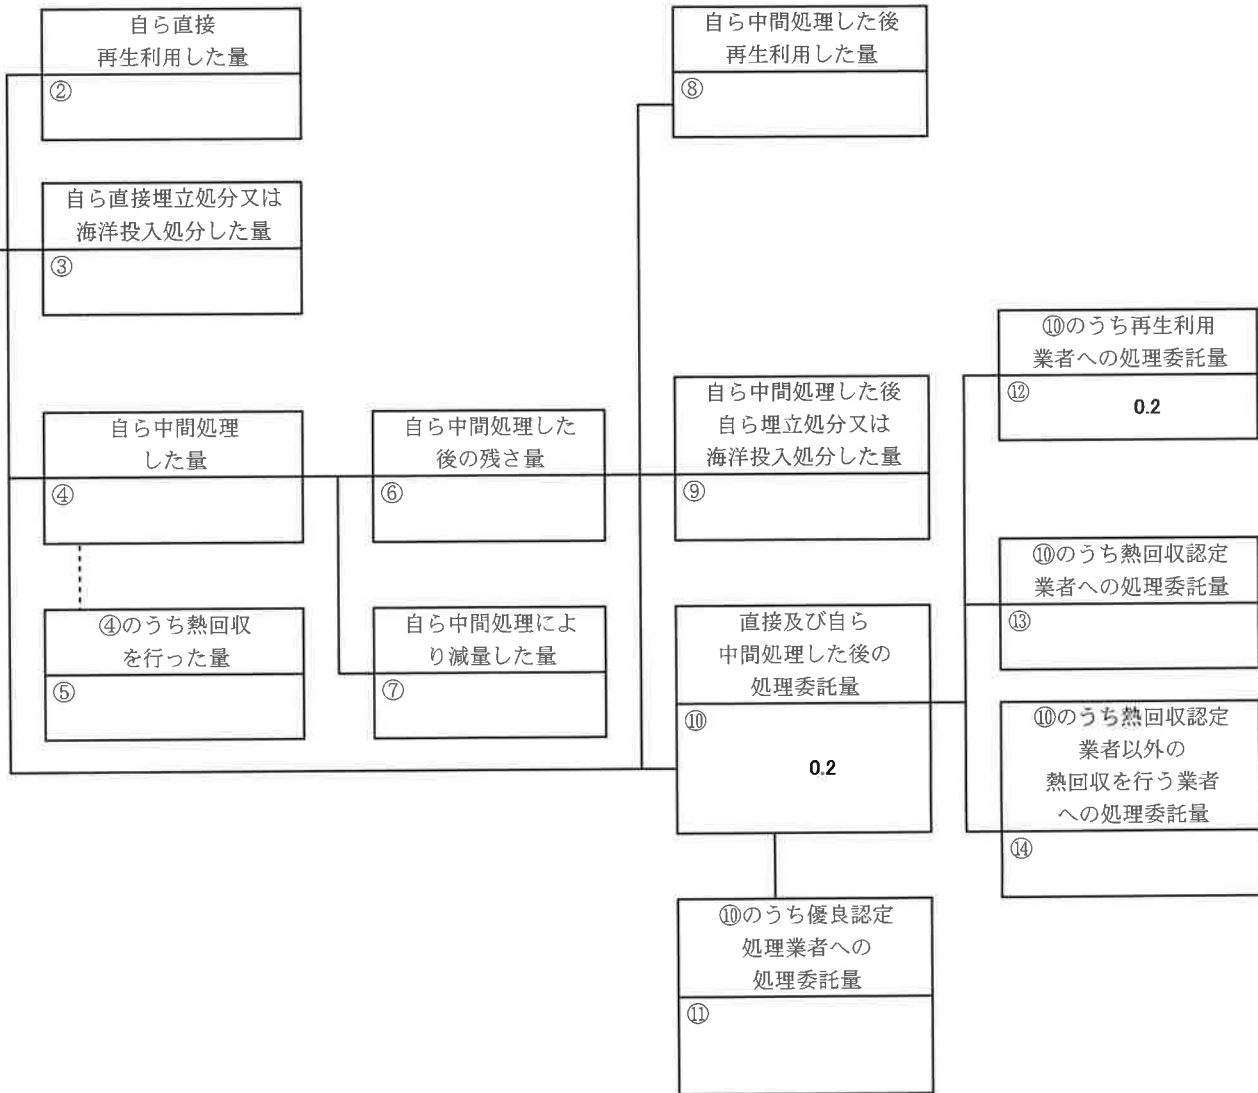 自ら直接
再生利用した量
②
自ら直接埋立処分又は
海洋投入処分した量
③
自ら中間処理
した量
④
④のうち熱回収
を行った量
⑤
自ら中間処理した
後の残さ量
⑥
自ら中間処理によ
り減量した量
⑦
自ら中間処理した後
再生利用した量
⑧
自ら中間処理した後
自ら埋立処分又は
海洋投入処分した量
⑨
直接及び自ら
中間処理した後の
処理委託量
⑩
0.2
⑩のうち優良認定
処理業者への
処理委託量
⑪
⑩のうち再生利用
業者への処理委託量
⑫
0.2
⑩のうち熱回収認定
業者への処理委託量
⑬
⑩のうち熱回収認定
業者以外の
熱回収を行う業者
への処理委託量
⑭